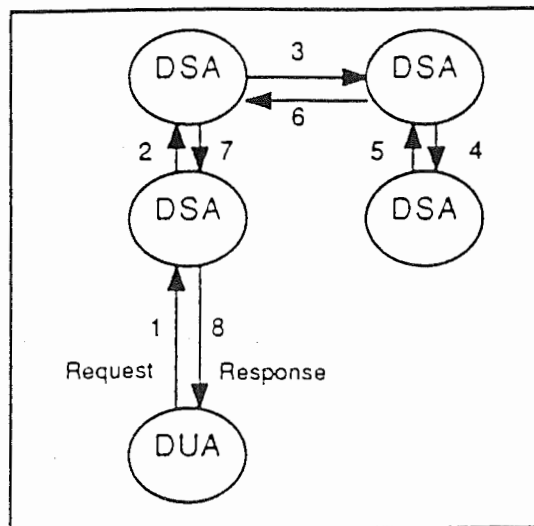 DSA 3 DSA
6
2 7 5 4
DSA DSA
1 8
Request Response
DUA